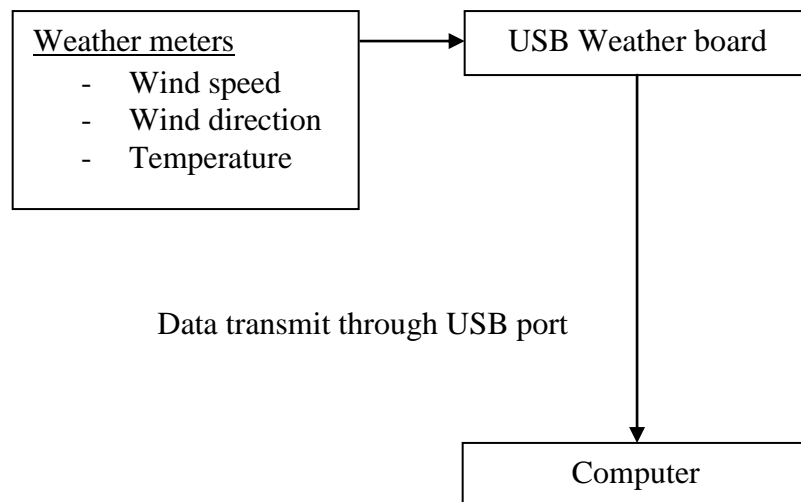 Weather meters
- Wind speed
- Wind direction
- Temperature
USB Weather board
Data transmit through USB port
Computer